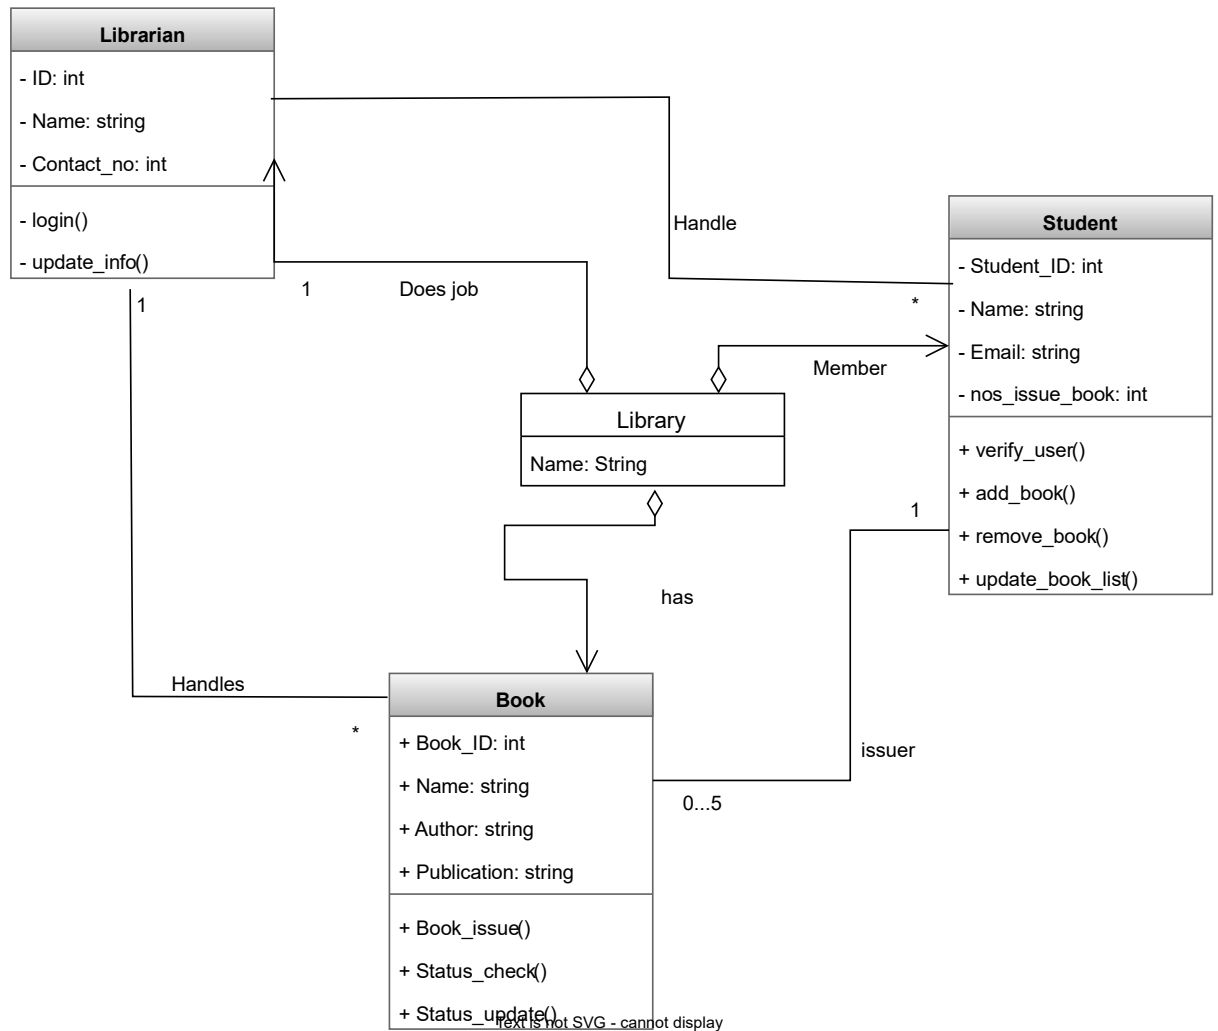 Librarian
- ID: int
- Name: string
- Contact_no: int
- login()
- update_info()
1
1
Does job
Handle
*
Student
- Student_ID: int
- Name: string
- Email: string
- nos_issue_book: int
+ verify_user()
+ add_book()
+ remove_book()
+ update_book_list()
Member
Library
Name: String
1
has
Handles
*
issuer
0...5
Book
+ Book_ID: int
+ Name: string
+ Author: string
+ Publication: string
+ Book_issue()
+ Status_check()
+ Status_update()
Text is not SVG - cannot display